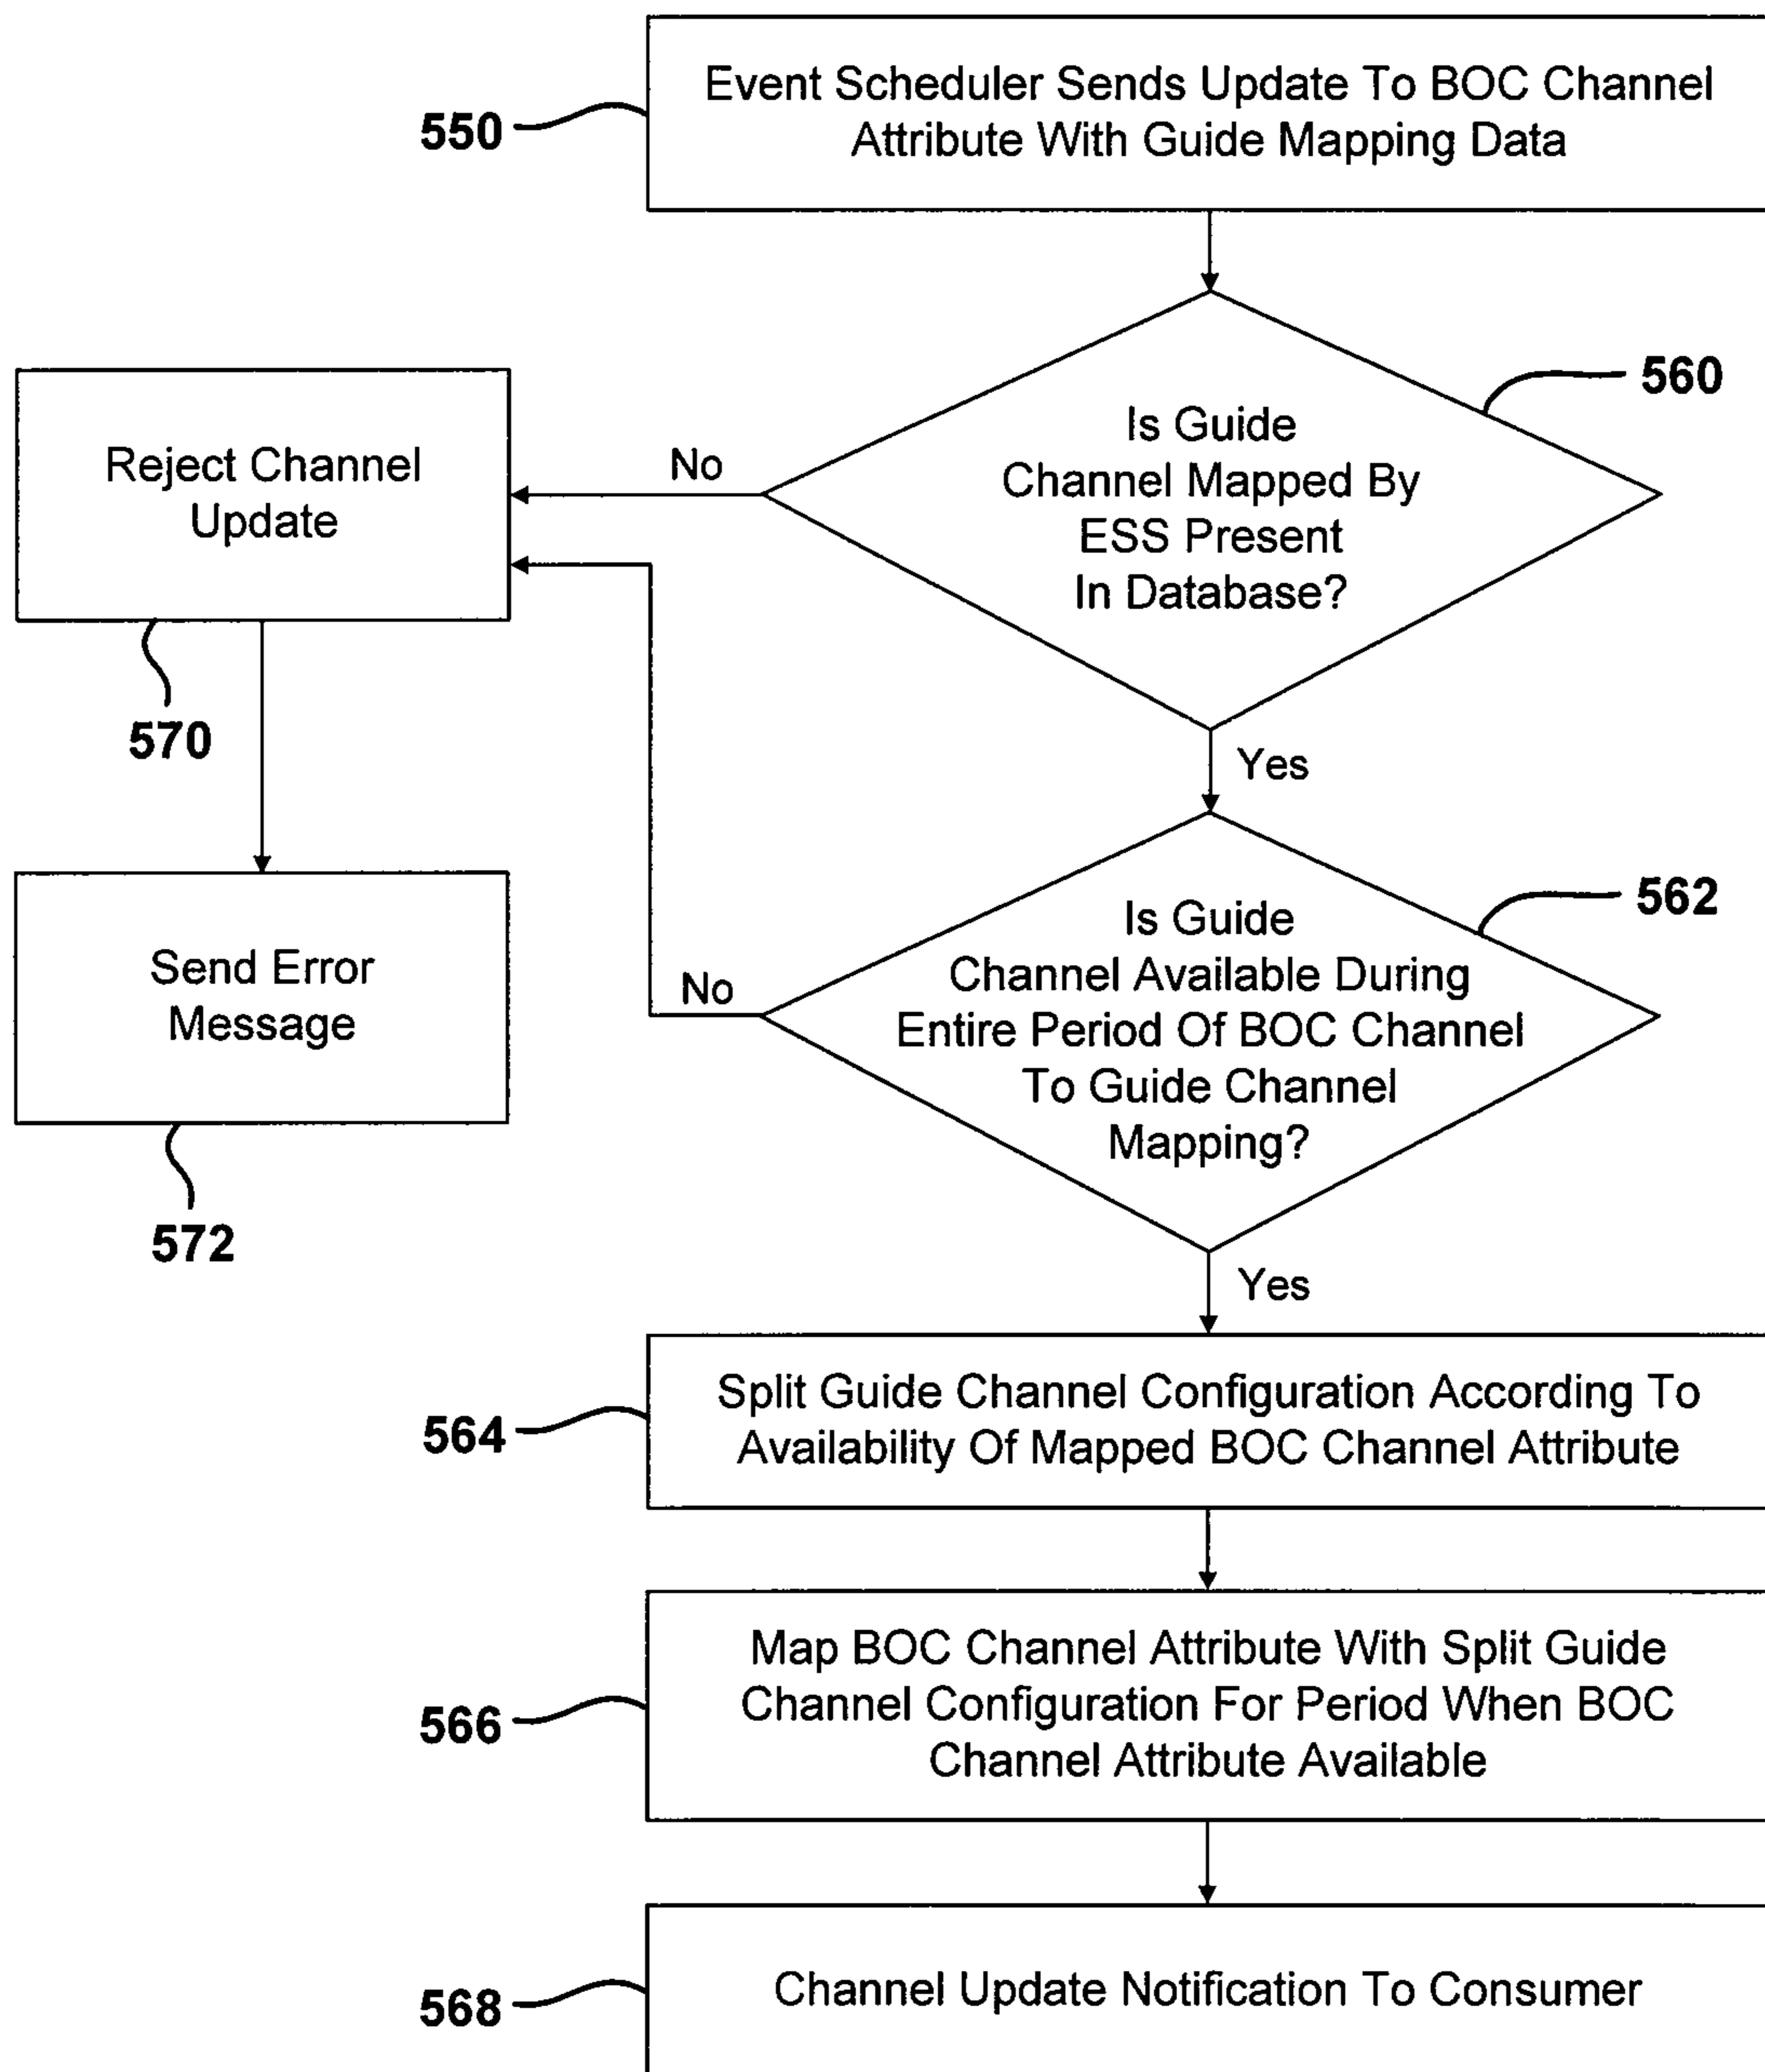 Event Scheduler Sends Update To BOC Channel
Attribute With Guide Mapping Data
550
560
Is Guide
Channel Mapped By
ESS Present
In Database?
No
Reject Channel
Update
570
Yes
562
Is Guide
Channel Available During
Entire Period Of BOC Channel
To Guide Channel
Mapping?
No
Send Error
Message
572
Yes
Split Guide Channel Configuration According To
Availability Of Mapped BOC Channel Attribute
564
Map BOC Channel Attribute With Split Guide
Channel Configuration For Period When BOC
Channel Attribute Available
566
Channel Update Notification To Consumer
568